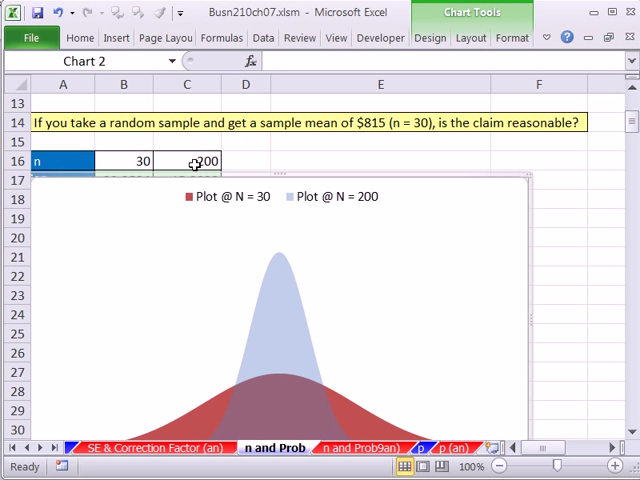 Busn210ch07.xlsm - Microsoft Excel
Chart Tools
File Home Insert Page Layout Formulas Data Review View Developer Design Layout Format
Chart 2 fx
A B C D E F
13
14 If you take a random sample and get a sample mean of $815 (n = 30), is the claim reasonable?
15
16 n 30 200
17
18 Plot @ N = 30 Plot @ N = 200
19
20
21
22
23
24
25
26
27
28
29
30
SE & Correction Factor (an) n and Prob n and Prob9an) p p (an)
Ready 100%